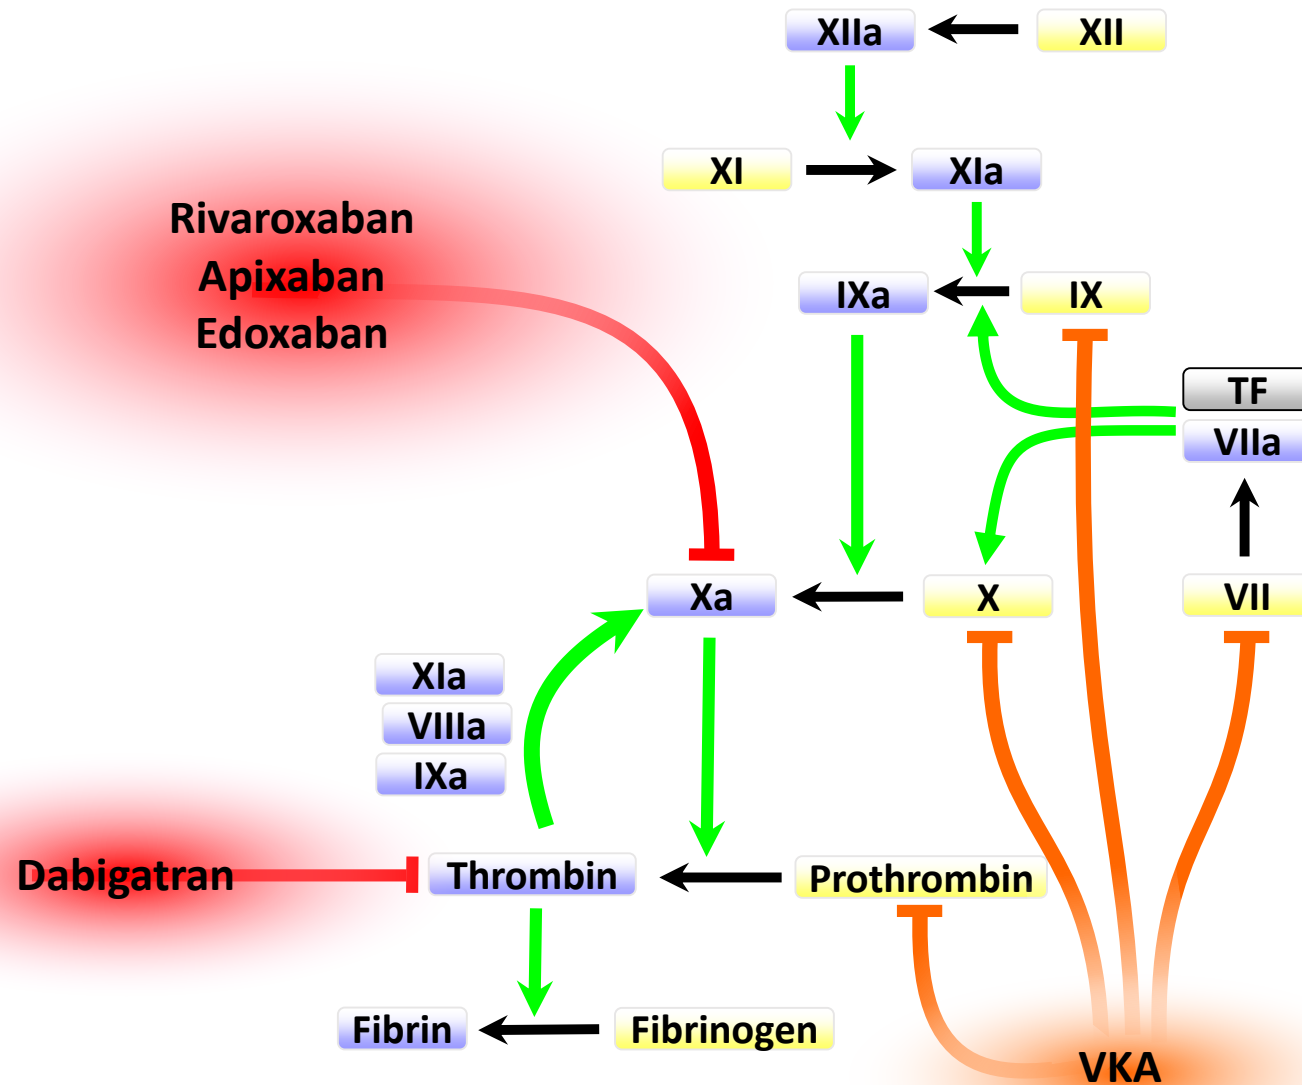 XIIa
XII
XI
XIa
Rivaroxaban
Apixaban
Edoxaban
IXa
IX
TF
VIIa
Xa
X
VII
XIa
VIIIa
IXa
Dabigatran
Thrombin
Prothrombin
Fibrin
Fibrinogen
VKA